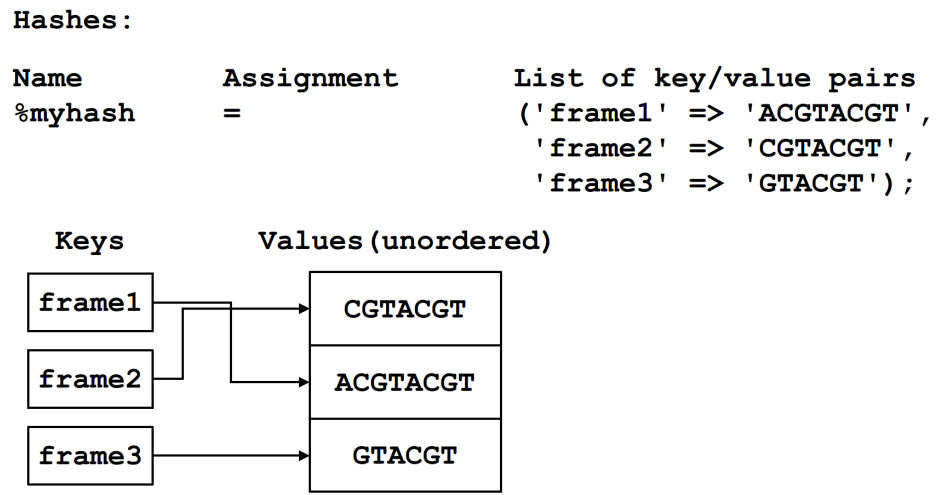 Hashes:
Name Assignment List of key/value pairs
%myhash = ('frame1' => 'ACGTACGT',
'frame2' => 'CGTACGT',
'frame3' => 'GTACGT');
Keys Values(unordered)
frame1 CGTACGT
frame2 ACGTACGT
frame3 GTACGT